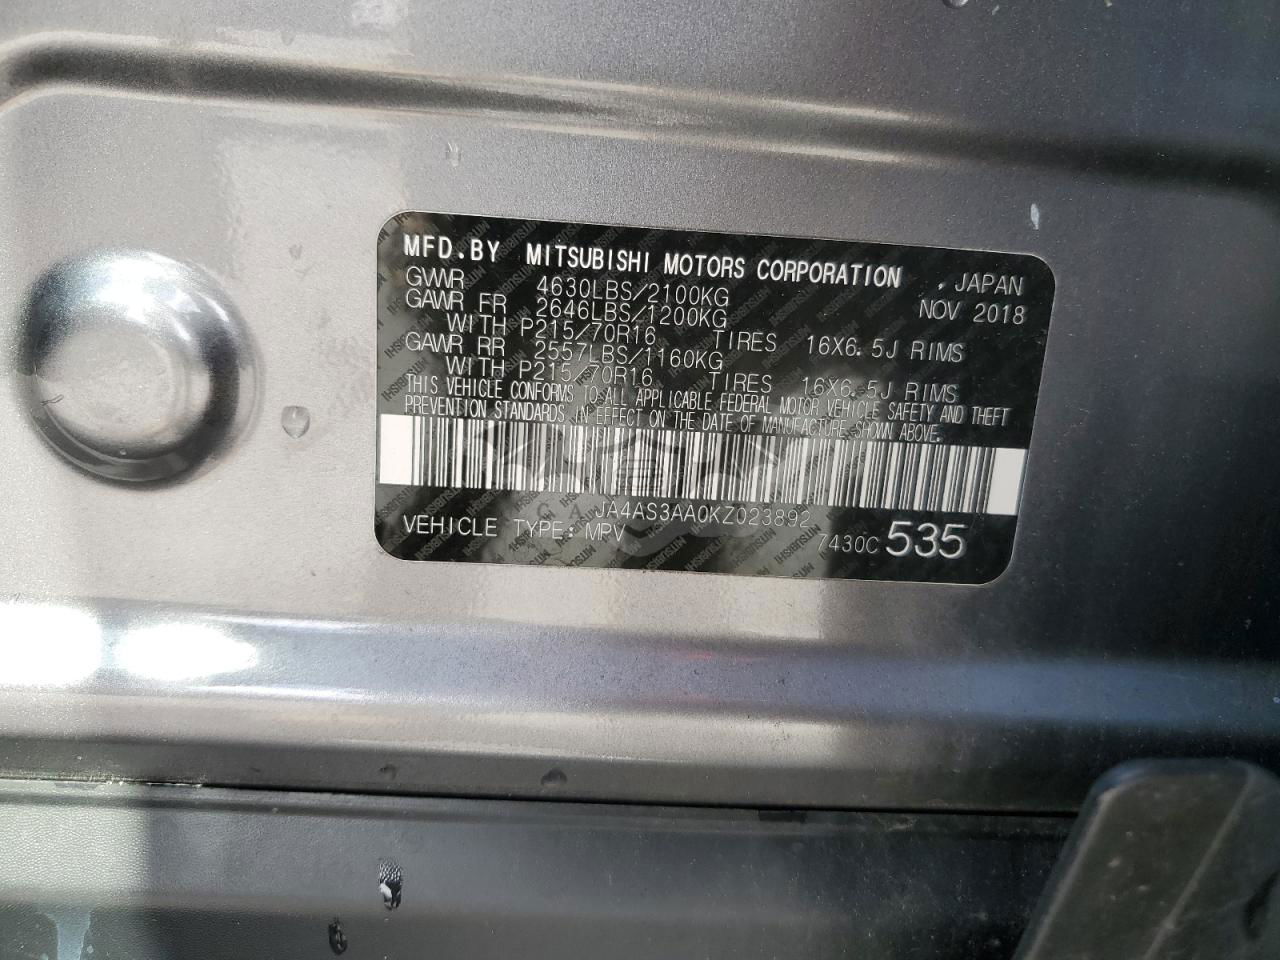 MFD.BY MITSUBISHI MOTORS CORPORATION , JAPAN
GVWR 4630LBS/2100KG NOV 2018
GAWR FR 2646LBS/1200KG
WITH P215/70R16 TIRES 16X6.5J RIMS
GAWR RR 2557LBS/1160KG
WITH P215/70R16 TIRES 16X6.5J RIMS
THIS VEHICLE CONFORMS TO ALL APPLICABLE FEDERAL MOTOR VEHICLE SAFETY AND THEFT
PREVENTION STANDARDS IN EFFECT ON THE DATE OF MANUFACTURE SHOWN ABOVE.
JA4AS3AA0KZ023892
VEHICLE TYPE: MPV 7430C 535